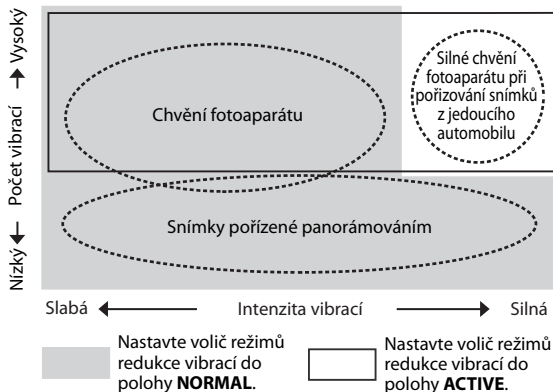 Vysoký
Počet vibrací
Nízký
Chvění fotoaparátu
Silné chvění
fotoaparátu při
pořizování snímků
z jedoucího
automobilu
Snímky pořízené panorámováním
Slabá
Intenzita vibrací
Silná
Nastavte volič režimů
redukce vibrací do
polohy NORMAL.
Nastavte volič režimů
redukce vibrací do
polohy ACTIVE.